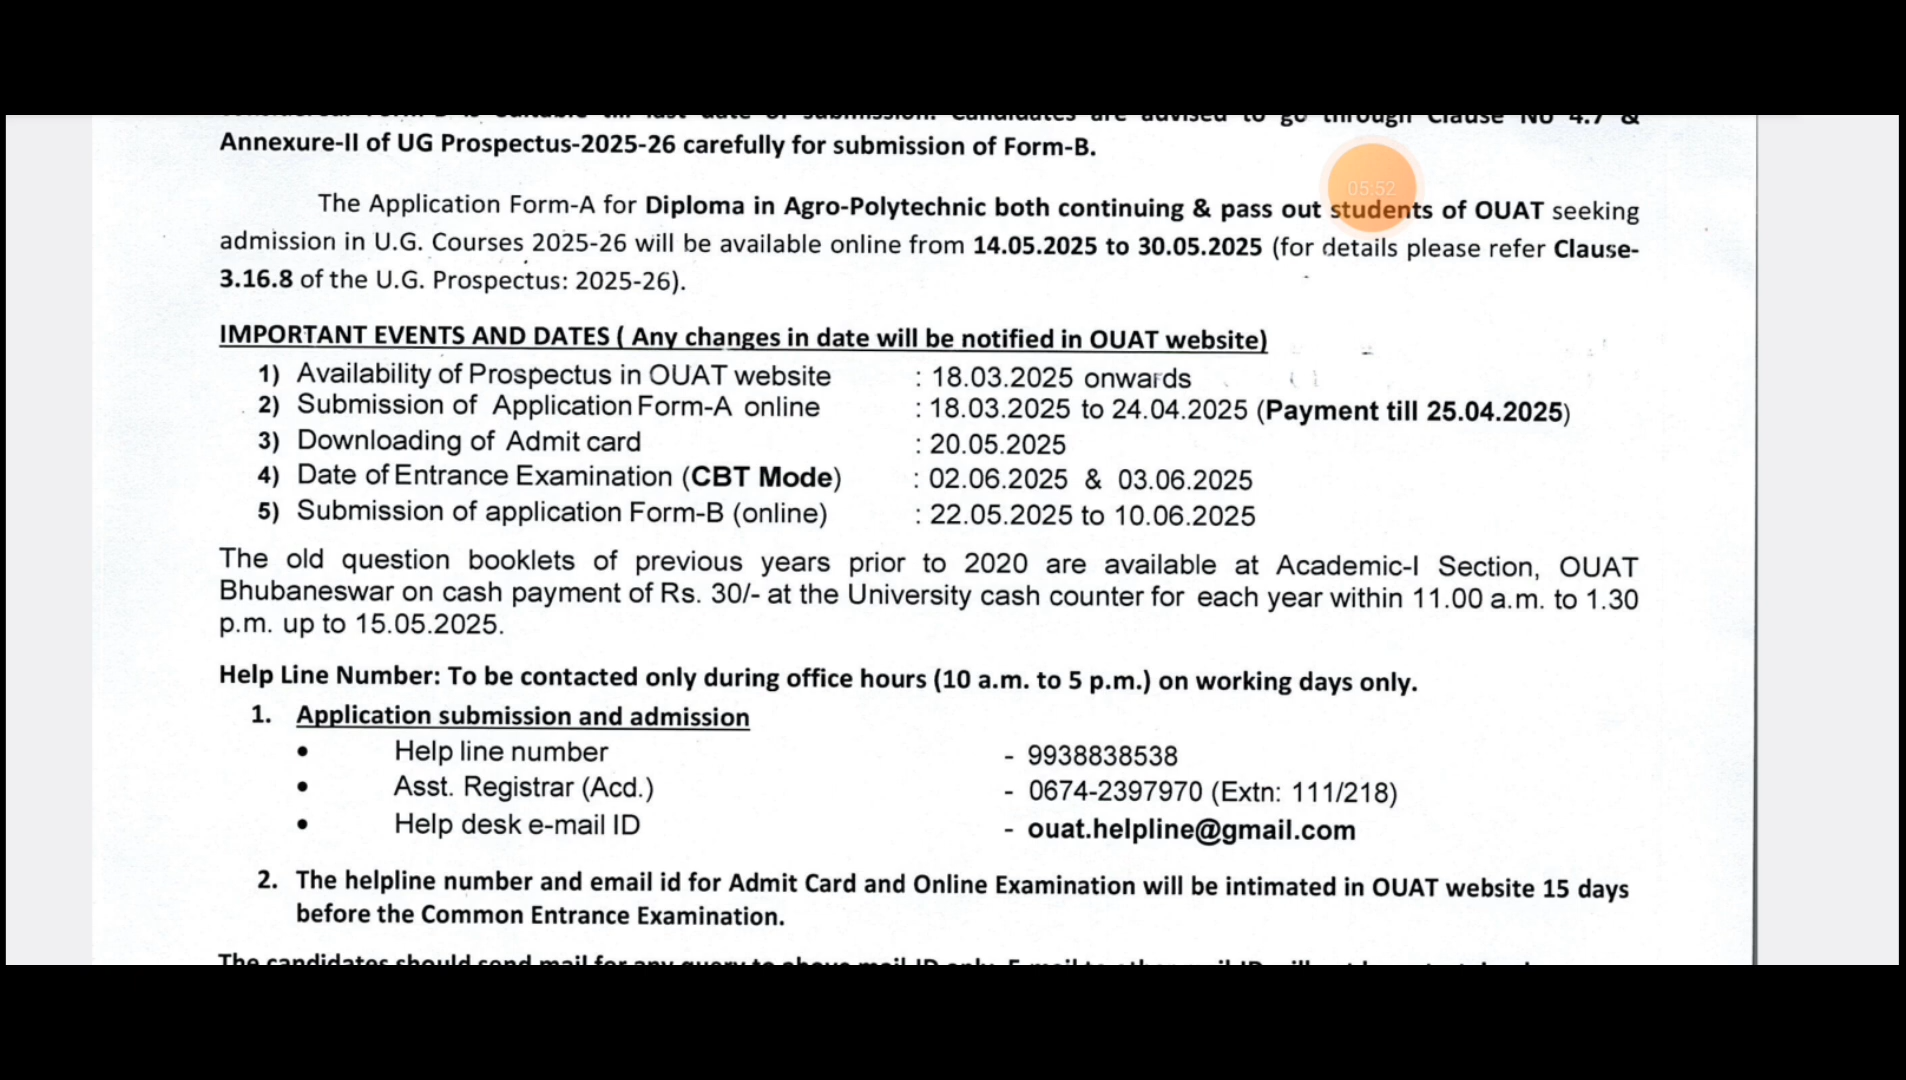 Annexure-II of UG Prospectus-2025-26 carefully for submission of Form-B.
05:52
The Application Form-A for Diploma in Agro-Polytechnic both continuing & pass out students of OUAT seeking
admission in U.G. Courses 2025-26 will be available online from 14.05.2025 to 30.05.2025 (for details please refer Clause-
3.16.8 of the U.G. Prospectus: 2025-26).
IMPORTANT EVENTS AND DATES ( Any changes in date will be notified in OUAT website)
1) Availability of Prospectus in OUAT website : 18.03.2025 onwards
2) Submission of Application Form-A online : 18.03.2025 to 24.04.2025 (Payment till 25.04.2025)
3) Downloading of Admit card : 20.05.2025
4) Date of Entrance Examination (CBT Mode) : 02.06.2025 & 03.06.2025
5) Submission of application Form-B (online) : 22.05.2025 to 10.06.2025
The old question booklets of previous years prior to 2020 are available at Academic-I Section, OUAT
Bhubaneswar on cash payment of Rs. 30/- at the University cash counter for each year within 11.00 a.m. to 1.30
p.m. up to 15.05.2025.
Help Line Number: To be contacted only during office hours (10 a.m. to 5 p.m.) on working days only.
1. Application submission and admission
• Help line number - 9938838538
• Asst. Registrar (Acd.) - 0674-2397970 (Extn: 111/218)
• Help desk e-mail ID - ouat.helpline@gmail.com
2. The helpline number and email id for Admit Card and Online Examination will be intimated in OUAT website 15 days
before the Common Entrance Examination.